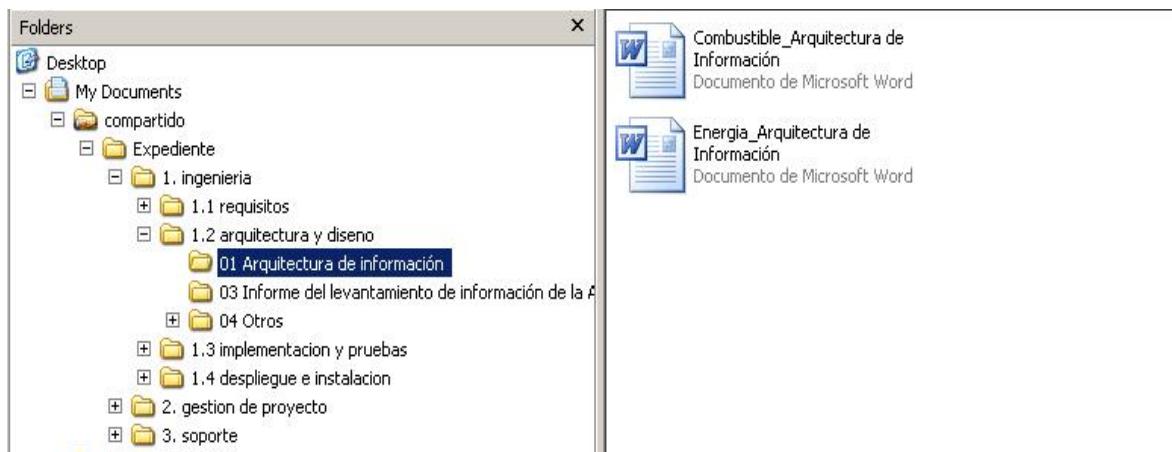 Folders
Desktop
My Documents
compartido
Expediente
1. ingenieria
1.1 requisitos
1.2 arquitectura y diseno
01 Arquitectura de información
03 Informe del levantamiento de información de la
04 Otros
1.3 implementacion y pruebas
1.4 despliegue e instalacion
2. gestion de proyecto
3. soporte
Combustible_Arquitectura de
Información
Documento de Microsoft Word
Energia_Arquitectura de
Información
Documento de Microsoft Word